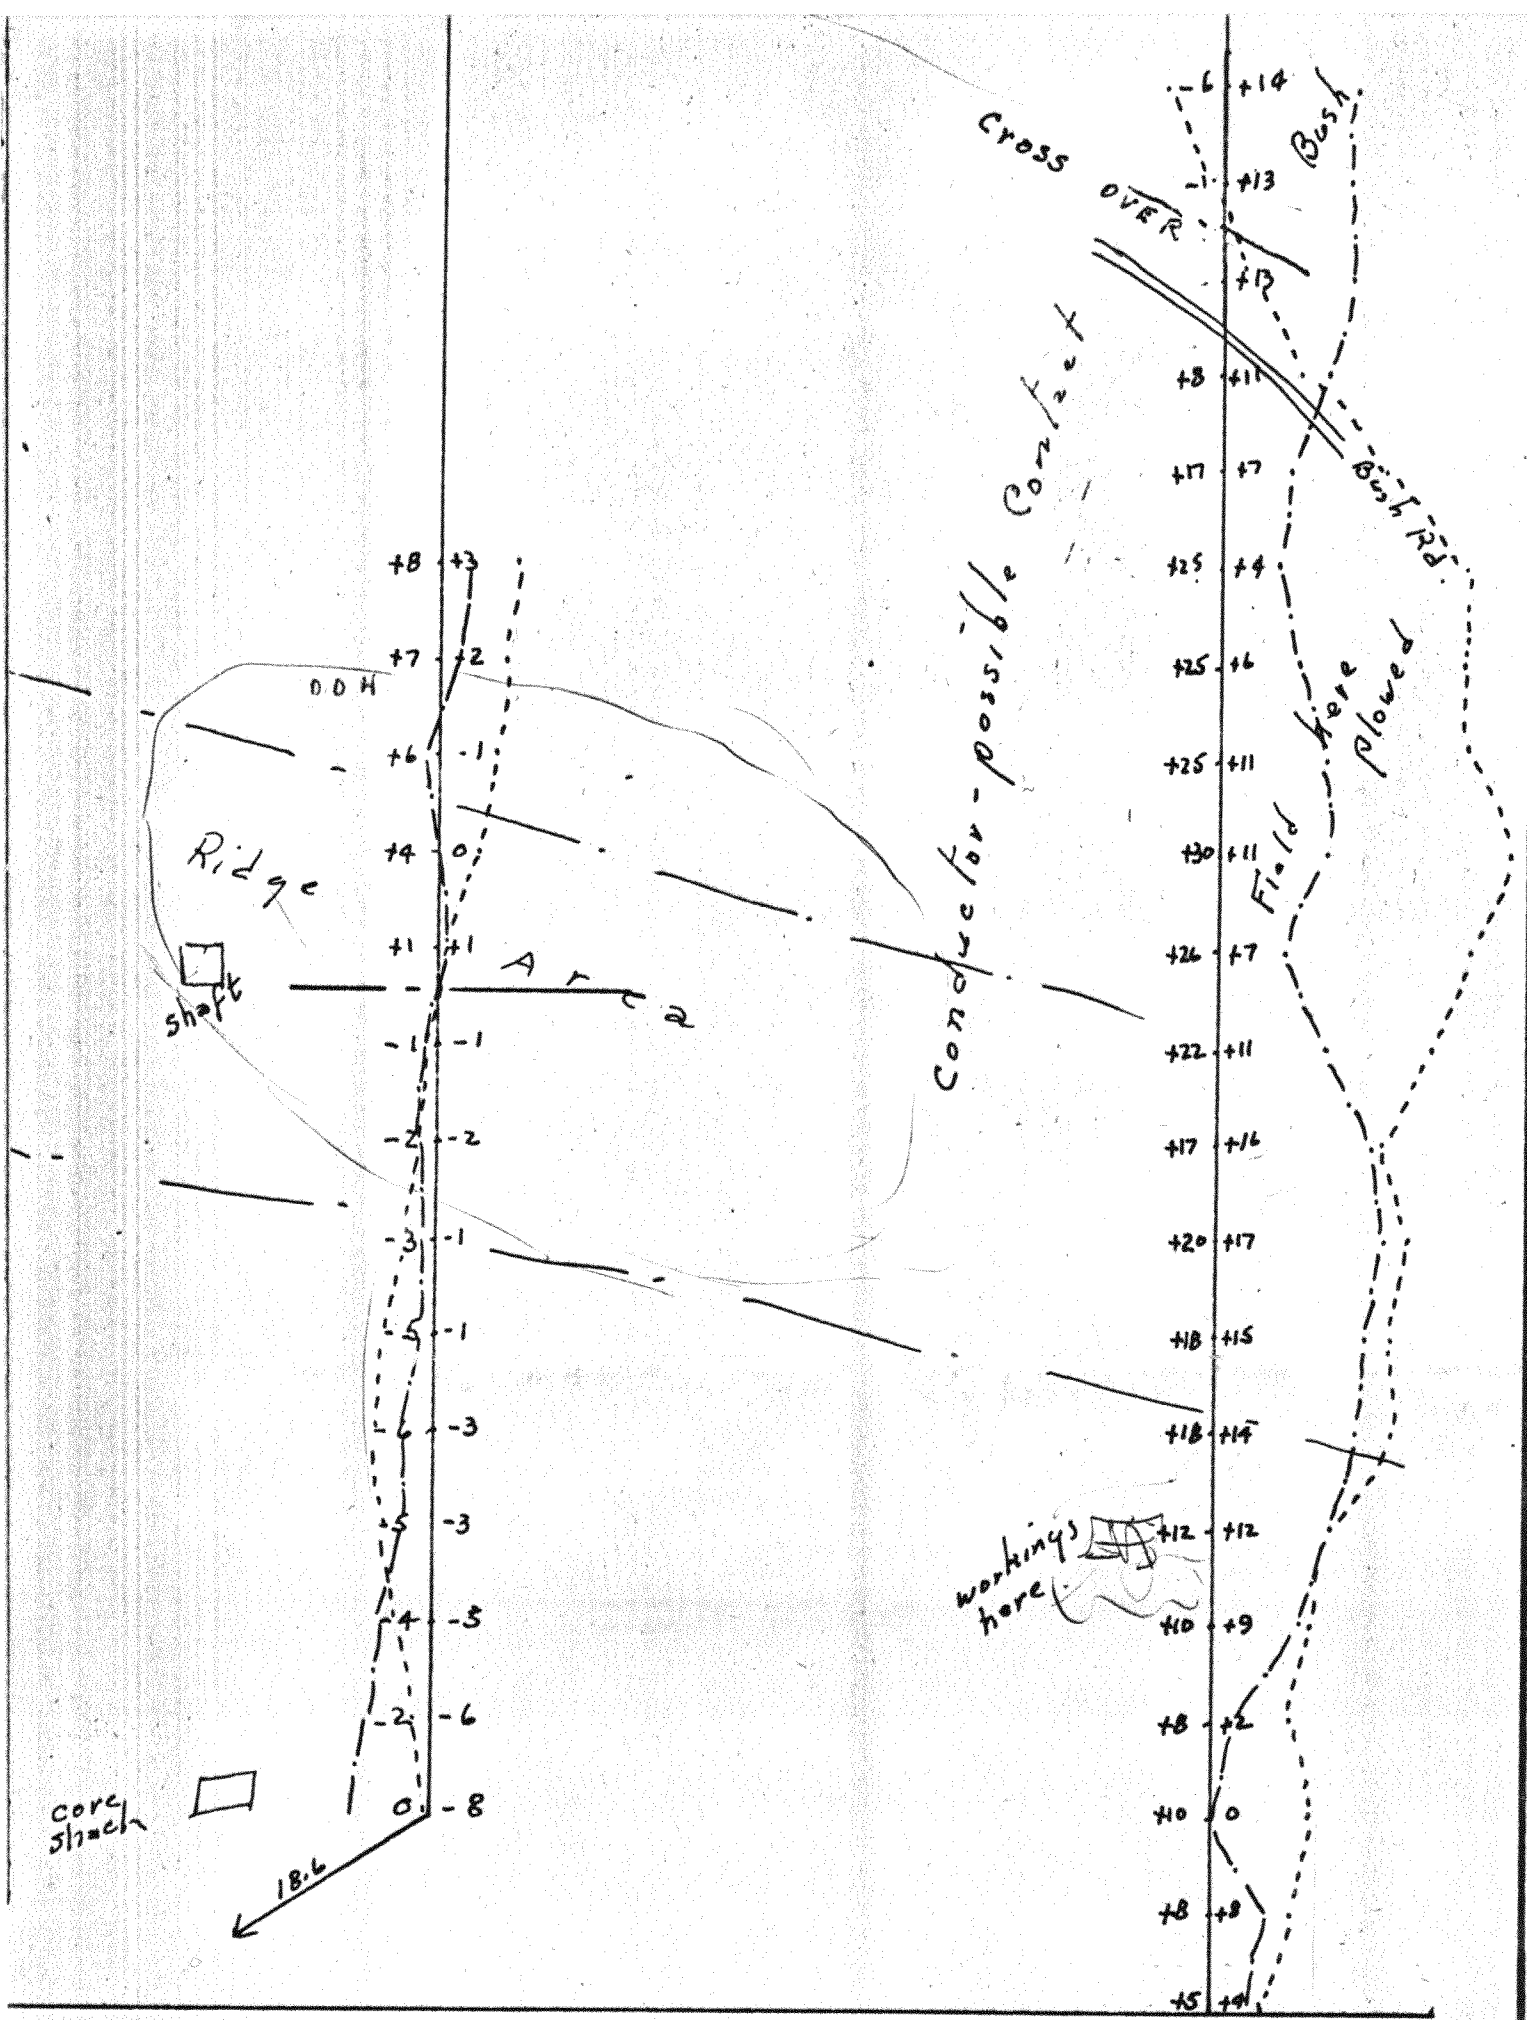 -6 +14
Bush
Cross
OVER
-1 +13
+13
+8 +11
+17 +7
Bush Rd.
+25 +4
+25 +6
+25 +11
+30 +11
+26 +7
+22 +11
+17 +16
+20 +17
+18 +15
+18 +14
+12 +12
+10 +9
+8 +2
+10 0
+8 +8
+5 +4
Field here
plowed
Conductor - possible Contact
workings
here
+8 +3
+7 +2
DDH
+6 -1
+4 0
Ridge
+1 +1
Area
shaft
-1 -1
-2 -2
-3 -1
-5 -1
-6 -3
-5 -3
-4 -5
-2 -6
0 -8
core
shack
18.6